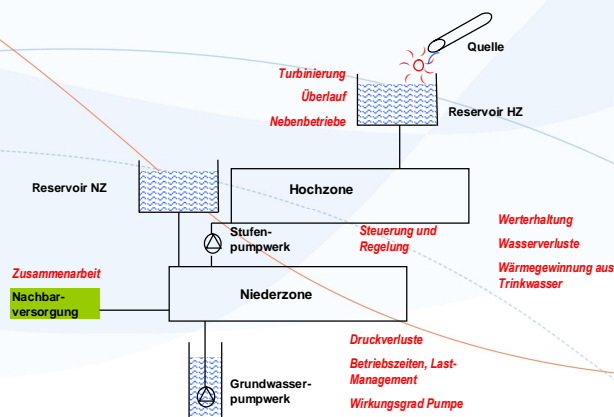 Quelle
Turbinierung
Überlauf
Nebenbetriebe
Reservoir HZ
Reservoir NZ
Hochzone
Stufen-
pumpwerk
Steuerung und
Regelung
Werterhaltung
Wasserverluste
Wärmegewinnung aus
Trinkwasser
Zusammenarbeit
Nachbar-
versorgung
Niederzone
Druckverluste
Betriebszeiten, Last-
Management
Wirkungsgrad Pumpe
Grundwasser-
pumpwerk